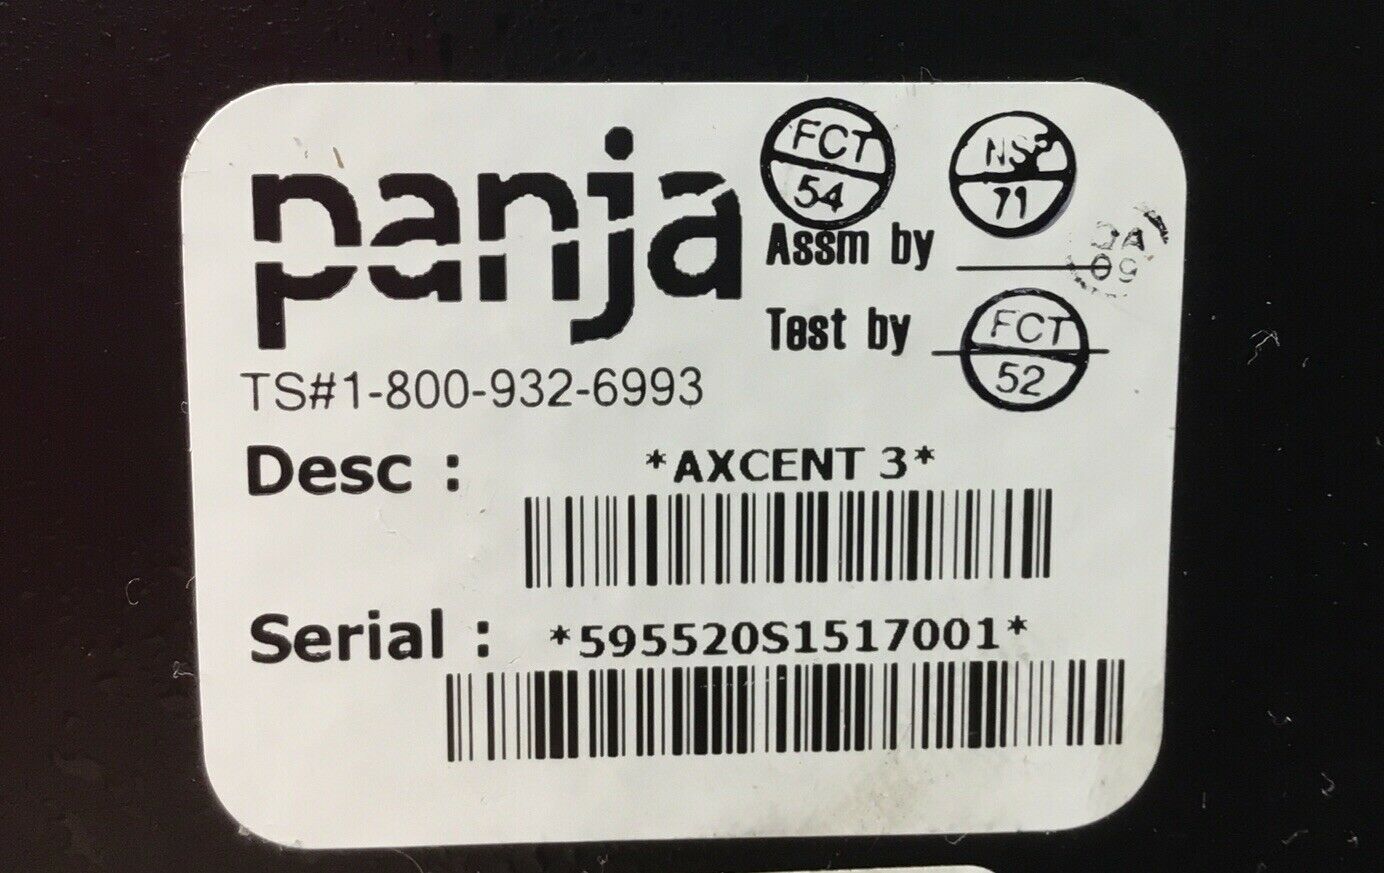 panja
FCT
54
NSP
71
Assm by
Test by
FCT
52
TS#1-800-932-6993
Desc : *AXCENT 3*
Serial : *595520S1517001*